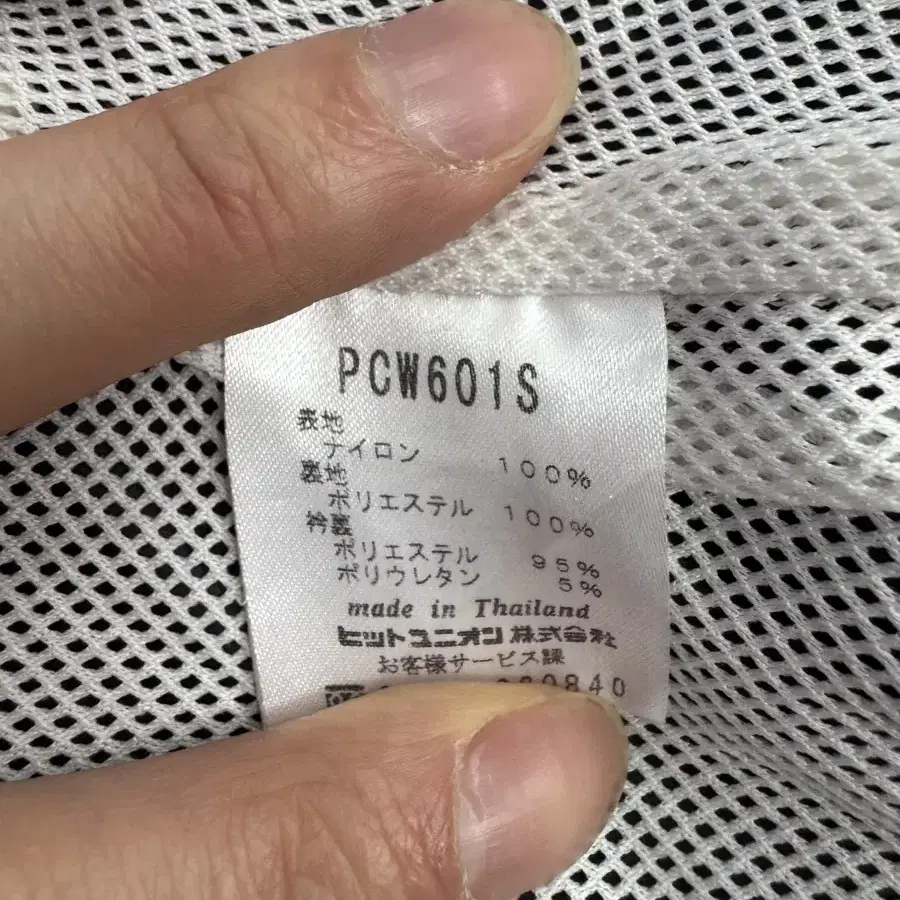 PCW601S
表地
ナイロン 100%
裏地
ポリエステル 100%
衿裏
ポリエステル 95%
ポリウレタン 5%
made in Thailand
ヒットユニオン株式会社
お客様サービス課